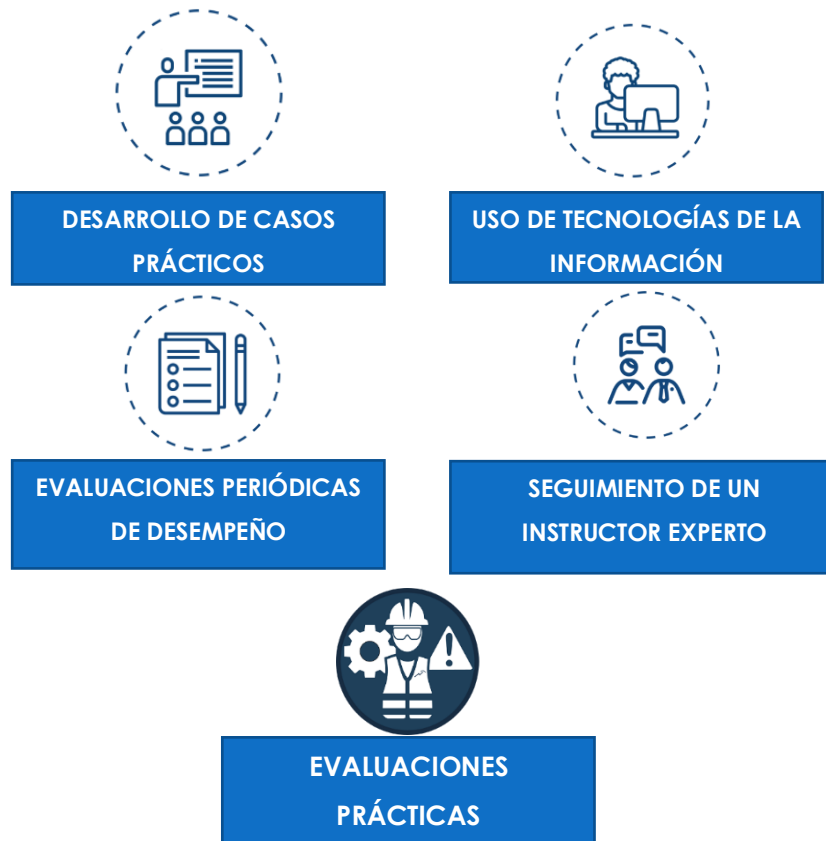 DESARROLLO DE CASOS
PRÁCTICOS
USO DE TECNOLOGÍAS DE LA
INFORMACIÓN
EVALUACIONES PERIÓDICAS
DE DESEMPEÑO
SEGUIMIENTO DE UN
INSTRUCTOR EXPERTO
EVALUACIONES
PRÁCTICAS